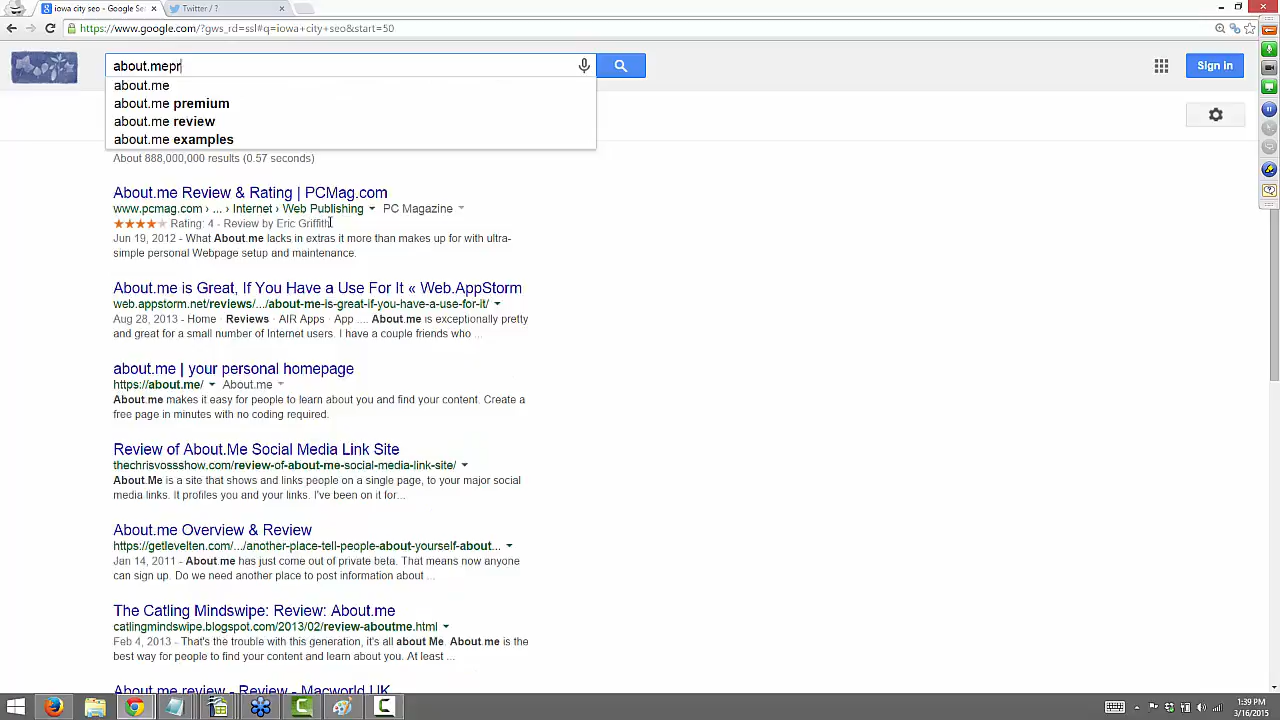 iowa city seo - Google S
Twitter / ?
https://www.google.com/?gws_rd=ssl#q=iowa+city+seo&start=50
about.mepr
Sign in
about.me
about.me premium
about.me review
about.me examples
About 888,000,000 results (0.57 seconds)
About.me Review & Rating | PCMag.com
www.pcmag.com › ... › Internet › Web Publishing PC Magazine
Rating: 4 - Review by Eric Griffith
Jun 19, 2012 - What About.me lacks in extras it more than makes up for with ultra-
simple personal Webpage setup and maintenance.
About.me is Great, If You Have a Use For It « Web.AppStorm
web.appstorm.net/reviews/.../about-me-is-great-if-you-have-a-use-for-it/
Aug 28, 2013 - Home · Reviews · AIR Apps · App .... About.me is exceptionally pretty
and great for a small number of Internet users. I have a couple friends who ...
about.me | your personal homepage
https://about.me/ About.me
About.me makes it easy for people to learn about you and find your content. Create a
free page in minutes with no coding required.
Review of About.Me Social Media Link Site
thechrisvossshow.com/review-of-about-me-social-media-link-site/
About.Me is a site that shows and links people on a single page, to your major social
media links. It profiles you and your links. I've been on it for...
About.me Overview & Review
https://getlevelten.com/.../another-place-tell-people-about-yourself-about...
Jan 14, 2011 - About.me has just come out of private beta. That means now anyone
can sign up. Do we need another place to post information about ...
The Catling Mindswipe: Review: About.me
catlingmindswipe.blogspot.com/2013/02/review-aboutme.html
Feb 4, 2013 - That's the trouble with this generation, it's all about Me About.me is the
best way for people to find your content and learn about you. At least ...
About.me review - Review - Macworld UK
1:39 PM
3/16/2015